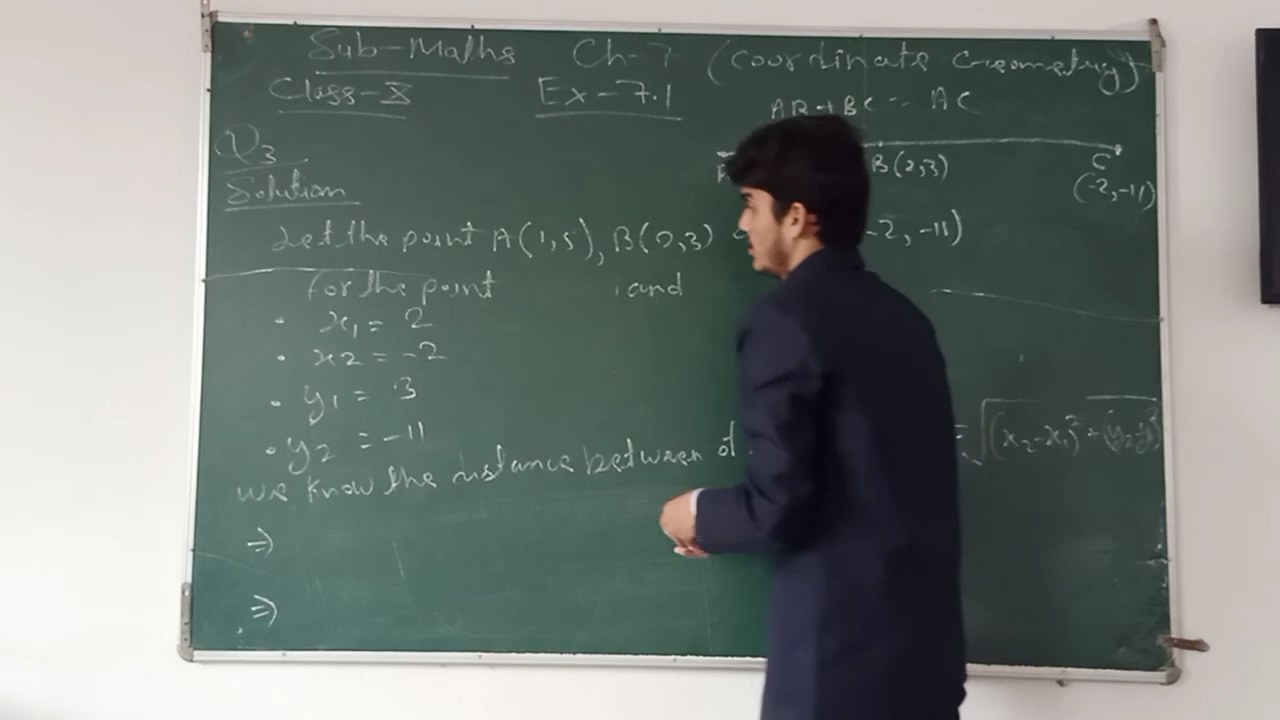 Sub-Maths Ch-7 (Coordinate Geometry)
Class-X Ex-7.1
AB + BC = AC
Q3
B(2,3) C
(-2,-11)
Solution
Let the point A(1,5), B(2,3) -2, -11)
for the point , and
• x1 = 2
• x2 = -2
• y1 = 3
• y2 = -11
= √(x2-x1)²+(y2-y1)²
we know the distance between of
⇒
⇒